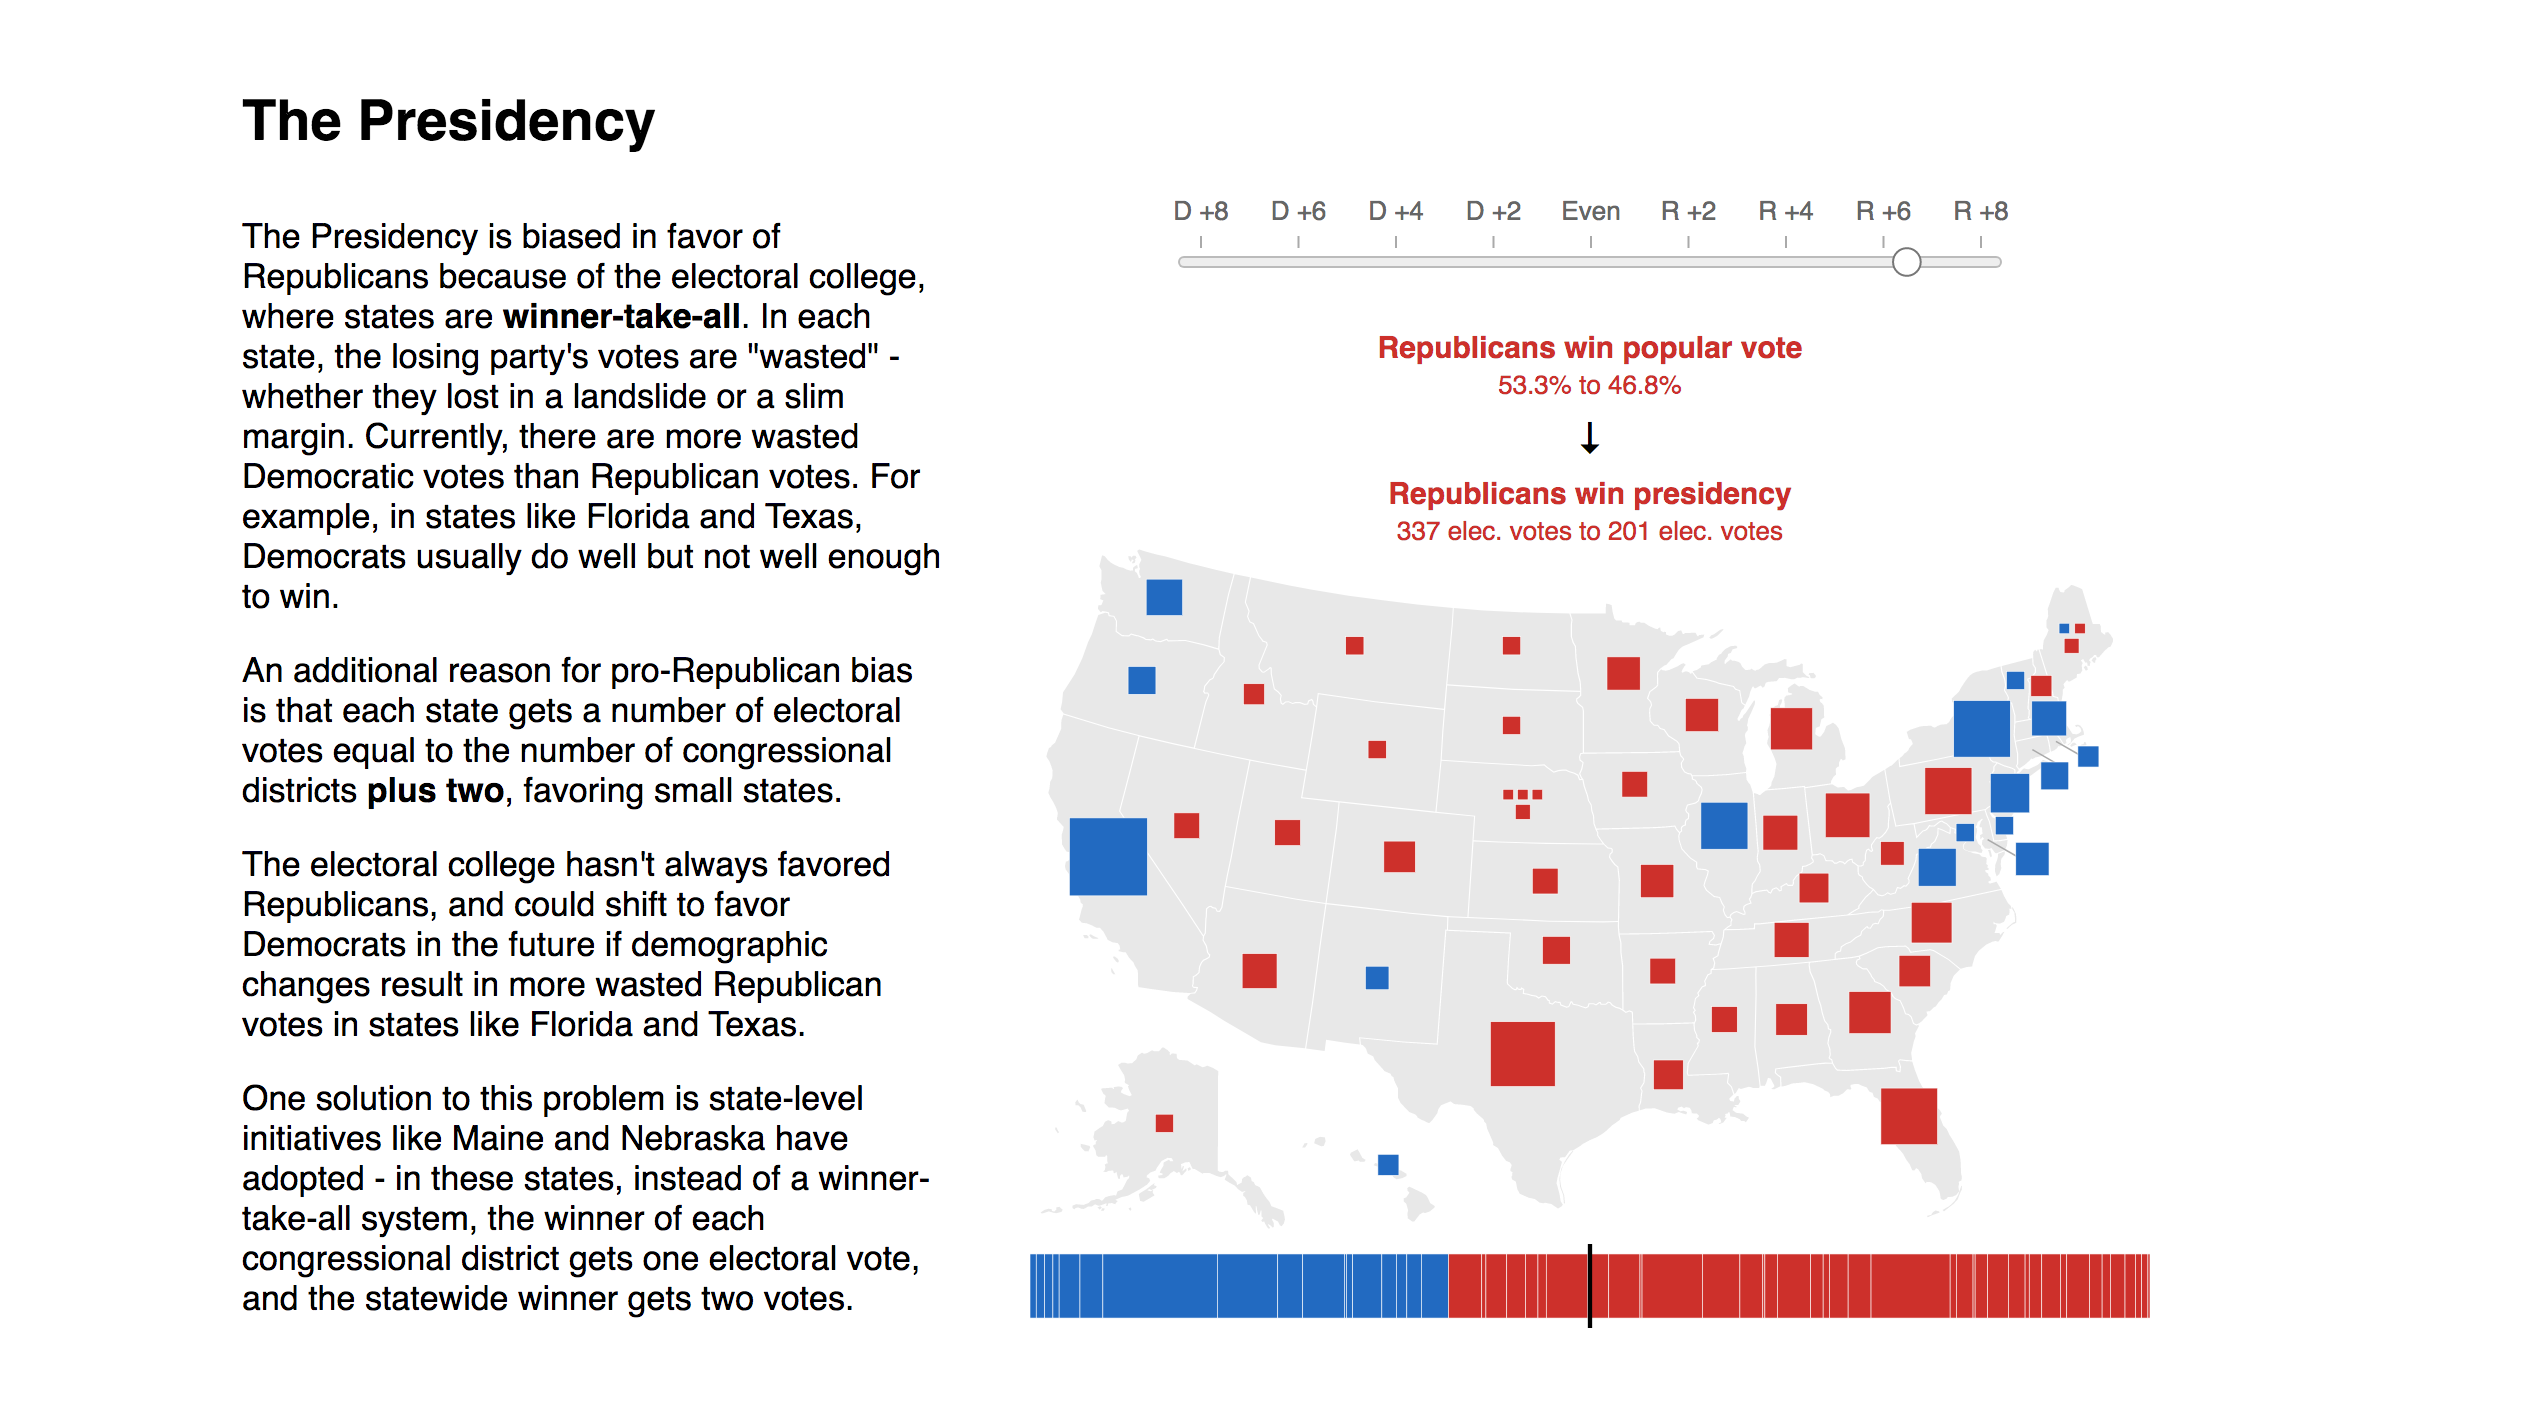 The Presidency
The Presidency is biased in favor of
Republicans because of the electoral college,
where states are winner-take-all. In each
state, the losing party's votes are "wasted" -
whether they lost in a landslide or a slim
margin. Currently, there are more wasted
Democratic votes than Republican votes. For
example, in states like Florida and Texas,
Democrats usually do well but not well enough
to win.
An additional reason for pro-Republican bias
is that each state gets a number of electoral
votes equal to the number of congressional
districts plus two, favoring small states.
The electoral college hasn't always favored
Republicans, and could shift to favor
Democrats in the future if demographic
changes result in more wasted Republican
votes in states like Florida and Texas.
One solution to this problem is state-level
initiatives like Maine and Nebraska have
adopted - in these states, instead of a winner-
take-all system, the winner of each
congressional district gets one electoral vote,
and the statewide winner gets two votes.
D +8 D +6 D +4 D +2 Even R +2 R +4 R +6 R +8
Republicans win popular vote
53.3% to 46.8%
↓
Republicans win presidency
337 elec. votes to 201 elec. votes